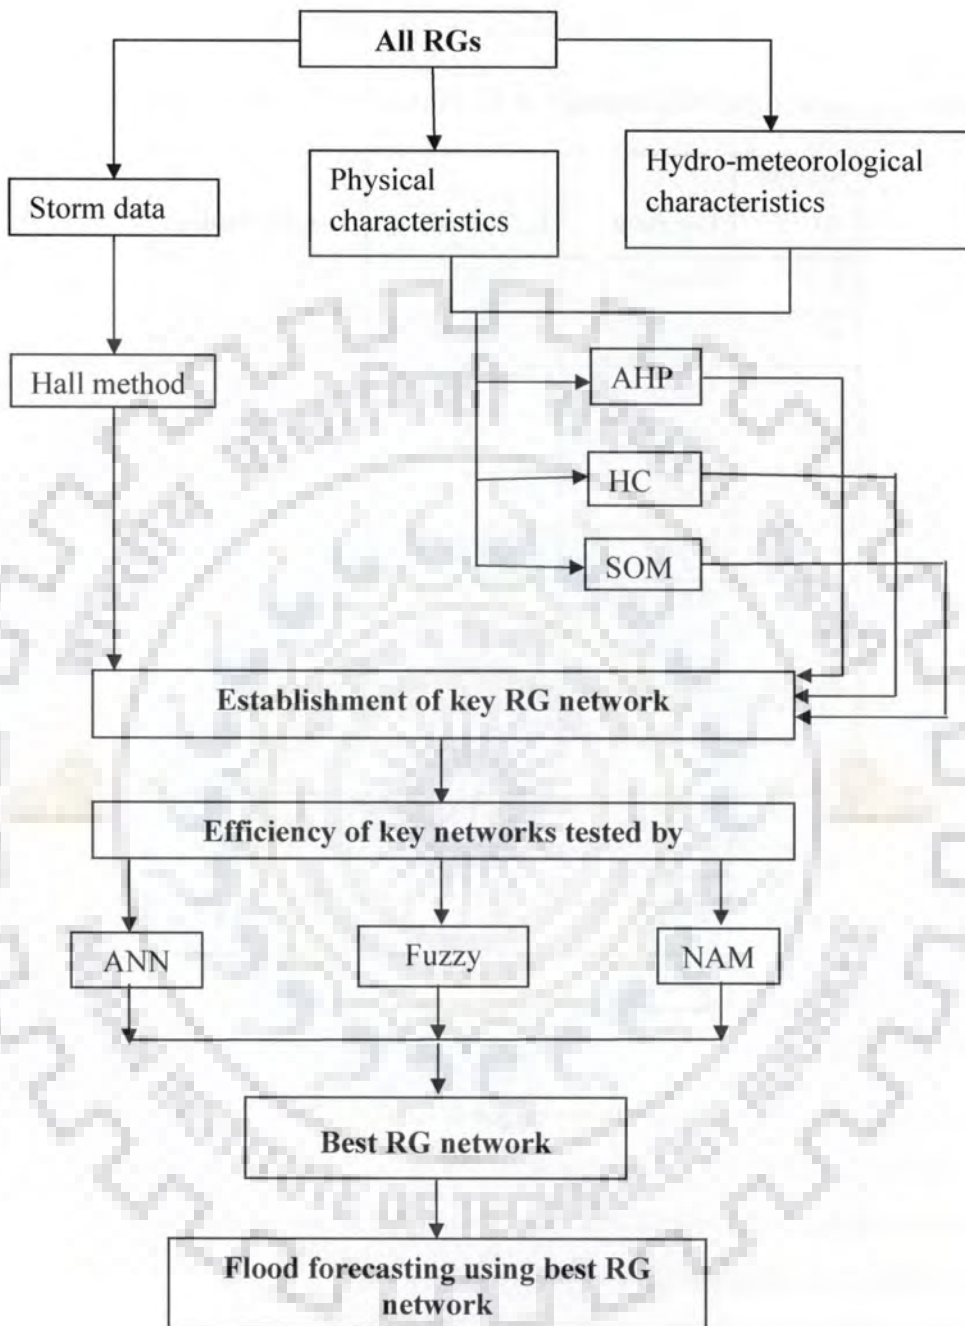 All RGs
Storm data
Physical
characteristics
Hydro-meteorological
characteristics
Hall method
AHP
HC
SOM
Establishment of key RG network
Efficiency of key networks tested by
ANN
Fuzzy
NAM
Best RG network
Flood forecasting using best RG
network